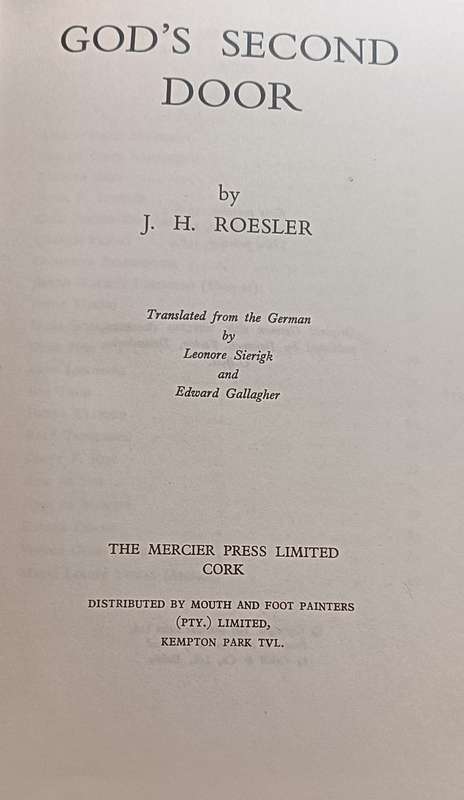 GOD'S SECOND
DOOR
by
J. H. ROESLER
Translated from the German
by
Leonore Sierigk
and
Edward Gallagher
THE MERCIER PRESS LIMITED
CORK
DISTRIBUTED BY MOUTH AND FOOT PAINTERS
(PTY.) LIMITED,
KEMPTON PARK TVL.